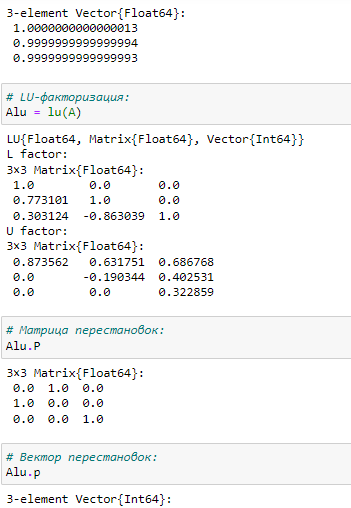 3-element Vector{Float64}:
 1.0000000000000013
 0.9999999999999994
 0.9999999999999993
# LU-факторизация:
Alu = lu(A)
LU{Float64, Matrix{Float64}, Vector{Int64}}
L factor:
3×3 Matrix{Float64}:
 1.0        0.0       0.0
 0.773101   1.0       0.0
 0.303124  -0.863039  1.0
U factor:
3×3 Matrix{Float64}:
 0.873562   0.631751  0.686768
 0.0       -0.190344  0.402531
 0.0        0.0       0.322859
# Матрица перестановок:
Alu.P
3×3 Matrix{Float64}:
 0.0  1.0  0.0
 1.0  0.0  0.0
 0.0  0.0  1.0
# Вектор перестановок:
Alu.p
3-element Vector{Int64}: